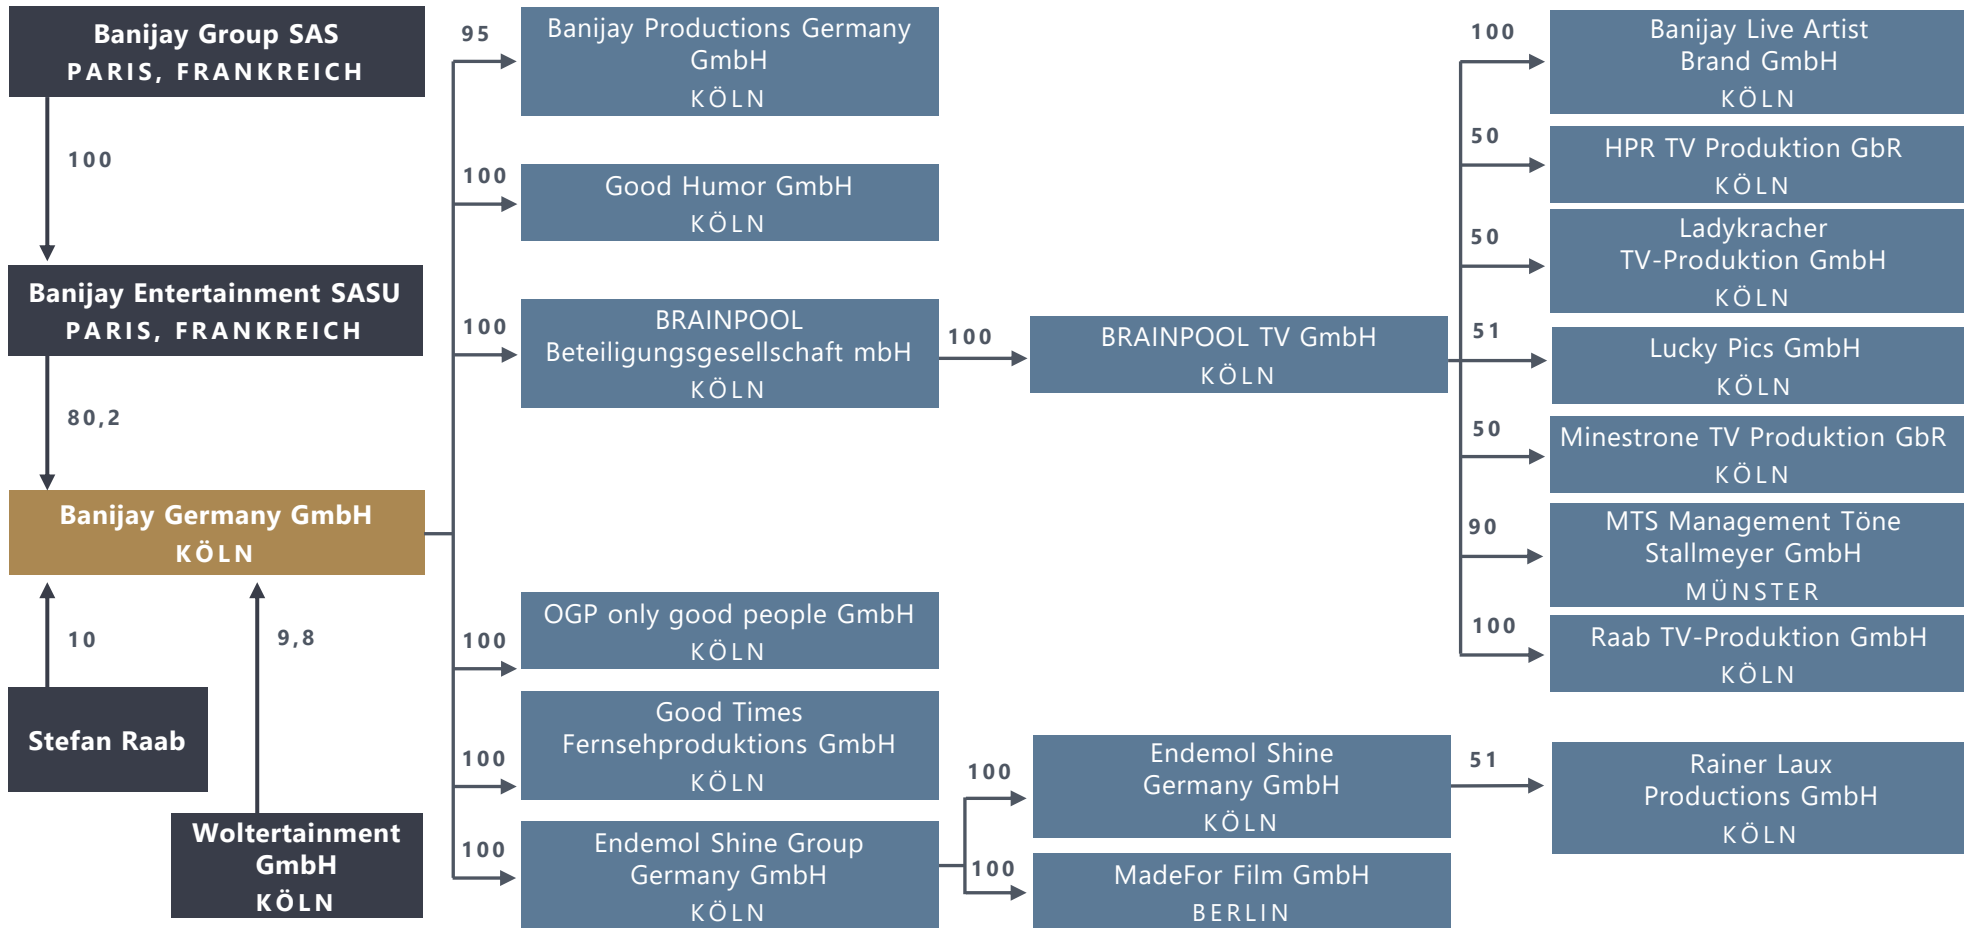 Banijay Group SAS
PARIS, FRANKREICH
100
Banijay Entertainment SASU
PARIS, FRANKREICH
80,2
Banijay Germany GmbH
KÖLN
10
9,8
Stefan Raab
Woltertainment
GmbH
KÖLN
95
Banijay Productions Germany
GmbH
KÖLN
100
Good Humor GmbH
KÖLN
100
BRAINPOOL
Beteiligungsgesellschaft mbH
KÖLN
100
OGP only good people GmbH
KÖLN
100
Good Times
Fernsehproduktions GmbH
KÖLN
100
Endemol Shine Group
Germany GmbH
KÖLN
100
BRAINPOOL TV GmbH
KÖLN
100
Endemol Shine
Germany GmbH
KÖLN
100
MadeFor Film GmbH
BERLIN
100
Banijay Live Artist
Brand GmbH
KÖLN
50
HPR TV Produktion GbR
KÖLN
50
Ladykracher
TV-Produktion GmbH
KÖLN
51
Lucky Pics GmbH
KÖLN
50
Minestrone TV Produktion GbR
KÖLN
90
MTS Management Töne
Stallmeyer GmbH
MÜNSTER
100
Raab TV-Produktion GmbH
KÖLN
51
Rainer Laux
Productions GmbH
KÖLN